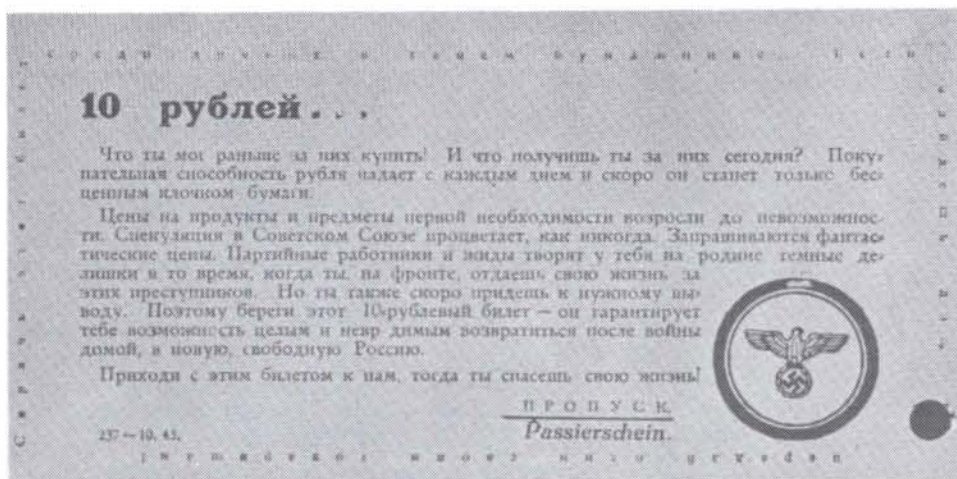 10 рублей...
Что ты мог раньше за них купить! И что получишь ты за них сегодня? Поку-
пательная способность рубля падает с каждым днем и скоро он станет только бес-
ценным клочком бумаги.
Цены на продукты и предметы первой необходимости возросли до невозможнос-
ти. Спекуляция в Советском Союзе процветает, как никогда. Запрашиваются фантас-
тические цены. Партийные работники и жиды творят у тебя на родине темные де-
лишки в то время, когда ты, на фронте, отдаешь свою жизнь за
этих преступников. Но ты также скоро придешь к нужному вы-
воду. Поэтому береги этот 10-рублевый билет — он гарантирует
тебе возможность целым и невр димым возвратиться после войны
домой, в новую, свободную Россию.
Приходи с этим билетом к нам, тогда ты спасешь свою жизнь!
ПРОПУСК.
Passierschein.
237 — 10. 43.